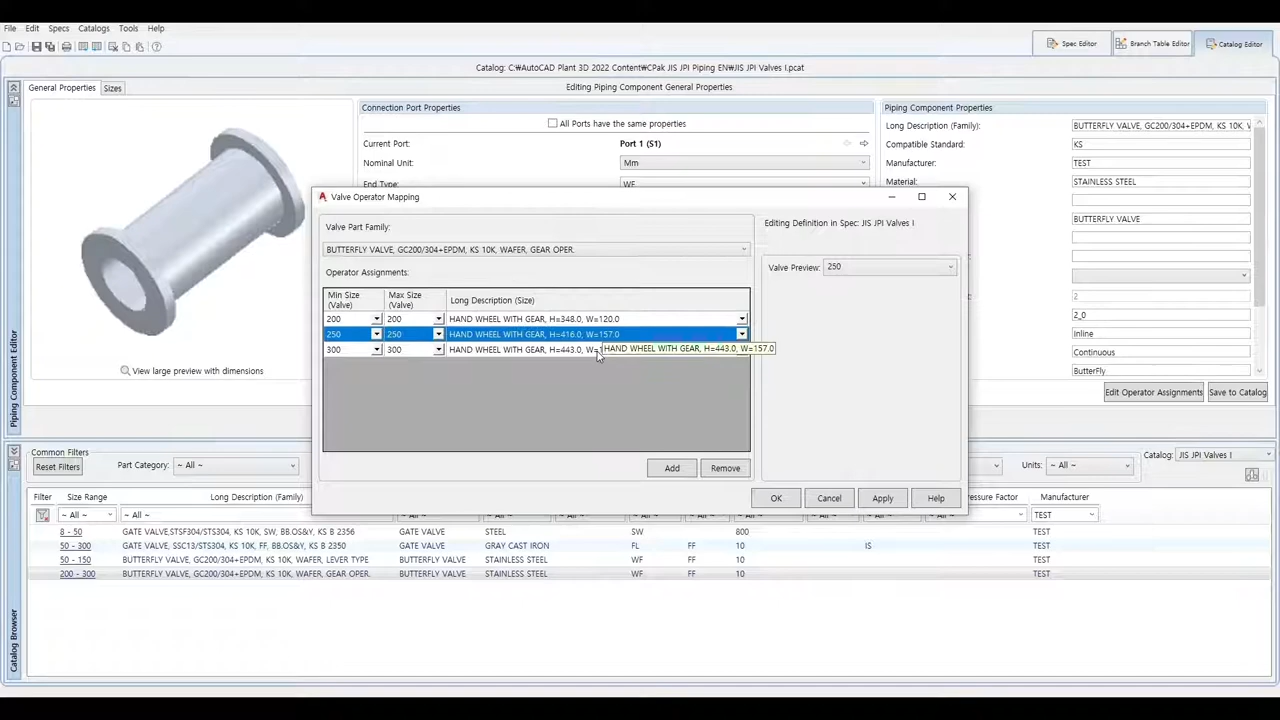 File Edit Specs Catalogs Tools Help
Spec Editor Branch Table Editor Catalog Editor
Catalog: C:₩AutoCAD Plant 3D 2022 Content₩CPak JIS JPI Piping EN₩JIS JPI Valves I.pcat
General Properties Sizes
Editing Piping Component General Properties
Connection Port Properties
All Ports have the same properties
Current Port: Port 1 (S1)
Nominal Unit: Mm
End Type: WF
Piping Component Properties
Long Description (Family): BUTTERFLY VALVE, GC200/304+EPDM, KS 10K, V
Compatible Standard: KS
Manufacturer: TEST
Material: STAINLESS STEEL
BUTTERFLY VALVE
2
2_0
Inline
Continuous
ButterFly
Edit Operator Assignments Save to Catalog
View large preview with dimensions
Piping Component Editor
Valve Operator Mapping
Valve Part Family:
BUTTERFLY VALVE, GC200/304+EPDM, KS 10K, WAFER, GEAR OPER.
Operator Assignments:
Min Size (Valve) Max Size (Valve) Long Description (Size)
200 200 HAND WHEEL WITH GEAR, H=348.0, W=120.0
250 250 HAND WHEEL WITH GEAR, H=416.0, W=157.0
300 300 HAND WHEEL WITH GEAR, H=443.0, W=1
HAND WHEEL WITH GEAR, H=443.0, W=157.0
Add Remove
Editing Definition in Spec: JIS JPI Valves I
Valve Preview: 250
OK Cancel Apply Help
Common Filters
Reset Filters Part Category: ~ All ~ Units: ~ All ~ Catalog: JIS JPI Valves I
Filter Size Range Long Description (Family) Pressure Factor Manufacturer
~ All ~ ~ All ~ TEST
8 - 50 GATE VALVE,STSF304/STS304, KS 10K, SW, BB.OS&Y, KS B 2356 GATE VALVE STEEL SW 800 TEST
50 - 300 GATE VALVE, SSC13/STS304, KS 10K, FF, BB.OS&Y, KS B 2350 GATE VALVE GRAY CAST IRON FL FF 10 IS TEST
50 - 150 BUTTERFLY VALVE, GC200/304+EPDM, KS 10K, WAFER, LEVER TYPE BUTTERFLY VALVE STAINLESS STEEL WF FF 10 TEST
200 - 300 BUTTERFLY VALVE, GC200/304+EPDM, KS 10K, WAFER, GEAR OPER. BUTTERFLY VALVE STAINLESS STEEL WF FF 10 TEST
Catalog Browser